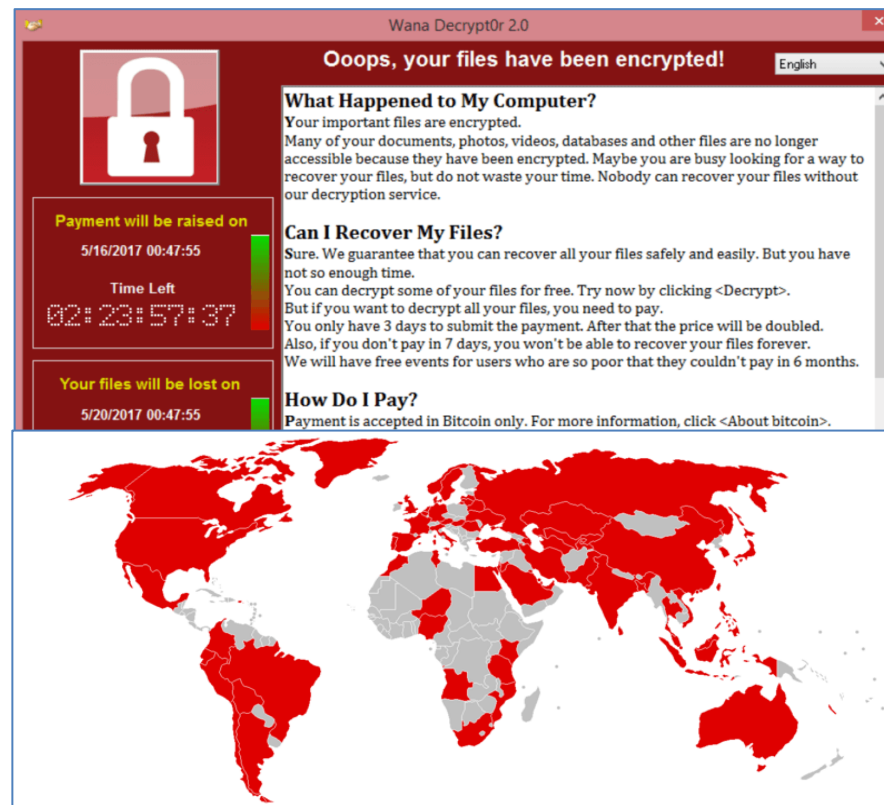 Wana Decrypt0r 2.0
Ooops, your files have been encrypted!
English
What Happened to My Computer?
Your important files are encrypted.
Many of your documents, photos, videos, databases and other files are no longer
accessible because they have been encrypted. Maybe you are busy looking for a way to
recover your files, but do not waste your time. Nobody can recover your files without
our decryption service.
Can I Recover My Files?
Sure. We guarantee that you can recover all your files safely and easily. But you have
not so enough time.
You can decrypt some of your files for free. Try now by clicking <Decrypt>.
But if you want to decrypt all your files, you need to pay.
You only have 3 days to submit the payment. After that the price will be doubled.
Also, if you don't pay in 7 days, you won't be able to recover your files forever.
We will have free events for users who are so poor that they couldn't pay in 6 months.
How Do I Pay?
Payment is accepted in Bitcoin only. For more information, click <About bitcoin>.
Payment will be raised on
5/16/2017 00:47:55
Time Left
02:23:57:37
Your files will be lost on
5/20/2017 00:47:55